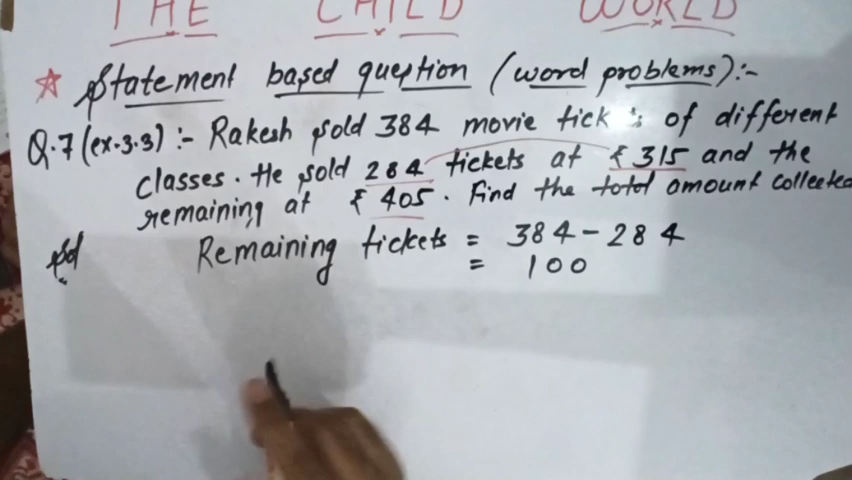 THE CHILD WORLD
Statement based question (word problems):-
Q.7 (ex.3.3) :- Rakesh sold 384 movie tick s of different
classes. He sold 284 tickets at ₹ 315 and the
remaining at ₹ 405. Find the total amount collected
Sol Remaining tickets = 384 - 284
= 100